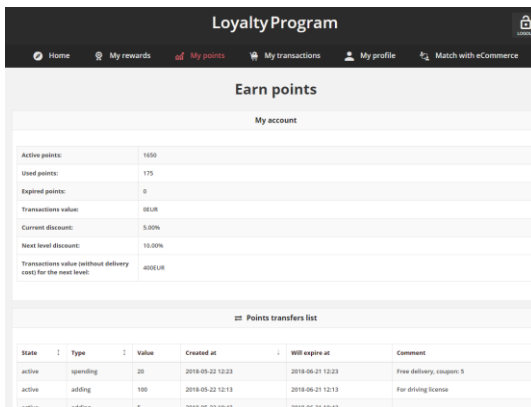 Loyalty Program
Home My rewards My points My transactions My profile Match with eCommerce
Earn points
My account
Active points: 1650
Used points: 175
Expired points: 0
Transactions value: 0EUR
Current discount: 5.00%
Next level discount: 10.00%
Transactions value (without delivery
cost) for the next level: 400EUR
Points transfers list
State Type Value Created at Will expire at Comment
active spending 20 2018-05-22 12:23 2018-06-21 12:23 Free delivery, coupon: 5
active adding 100 2018-05-22 12:13 2018-06-21 12:13 For driving license